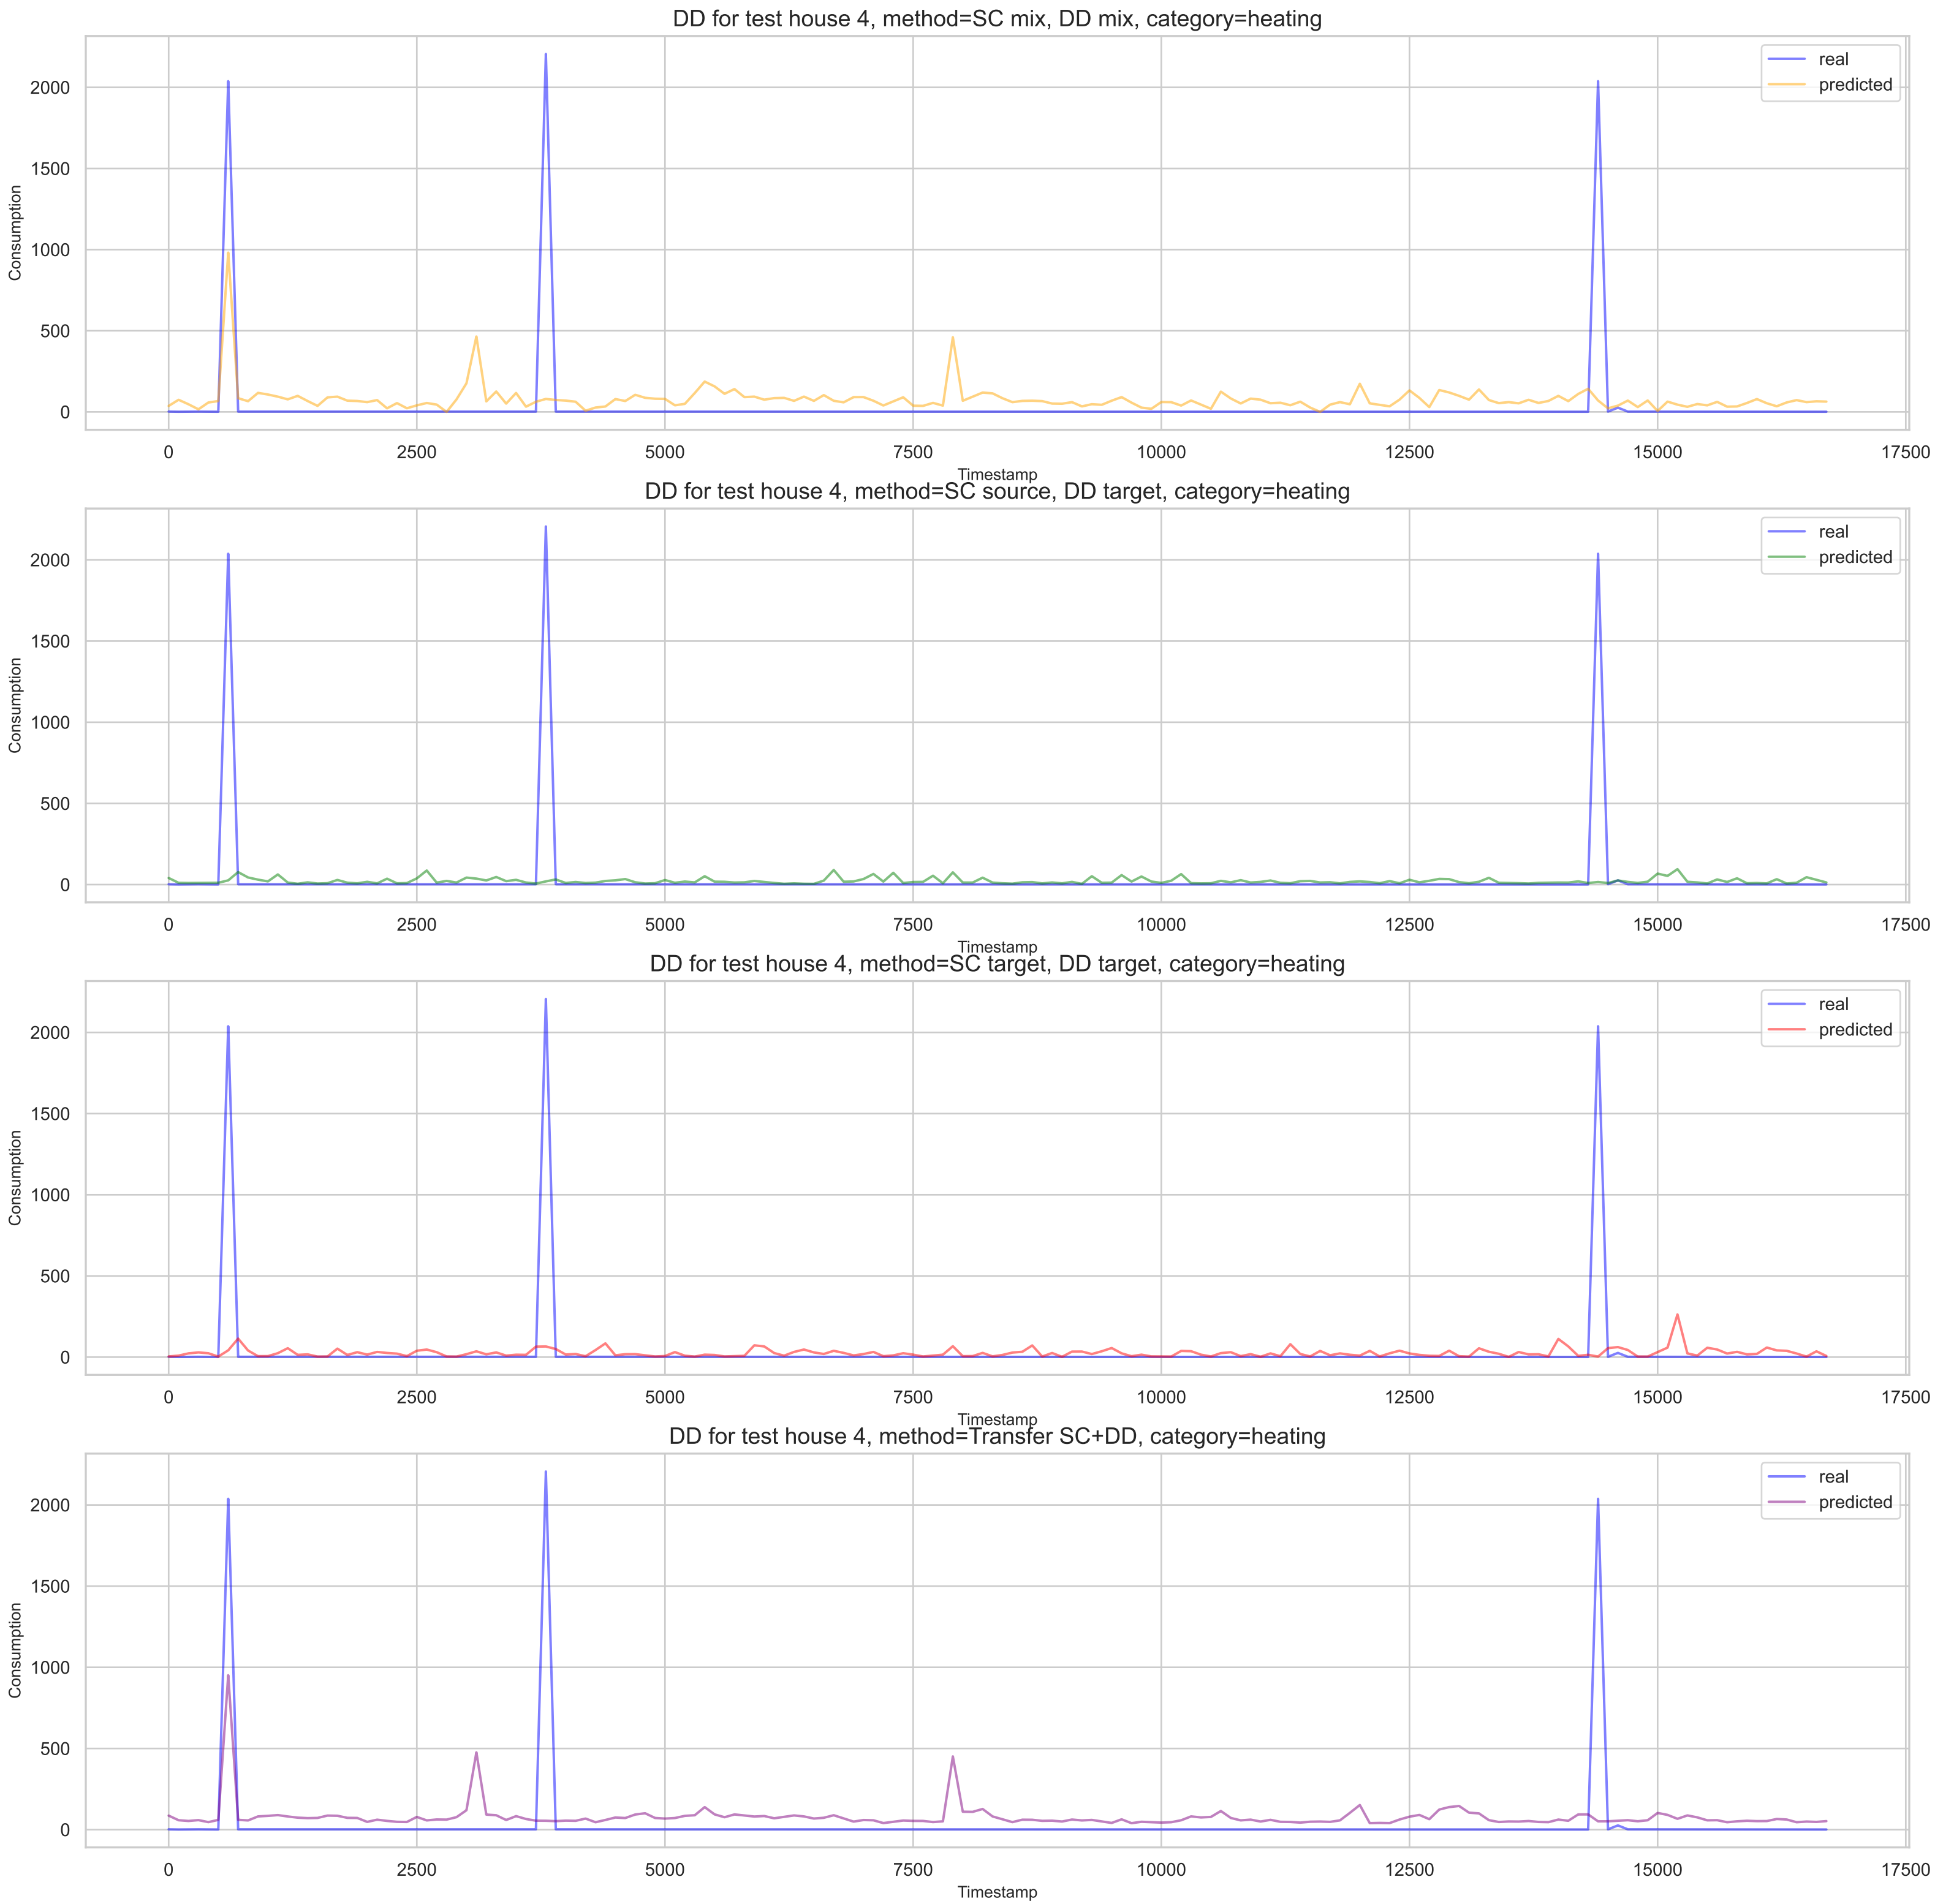 DD for test house 4, method=SC mix, DD mix, category=heating
real
predicted
2000
1500
1000
500
0
Consumption
0 2500 5000 7500 10000 12500 15000 17500
Timestamp
DD for test house 4, method=SC source, DD target, category=heating
real
predicted
2000
1500
1000
500
0
Consumption
0 2500 5000 7500 10000 12500 15000 17500
Timestamp
DD for test house 4, method=SC target, DD target, category=heating
real
predicted
2000
1500
1000
500
0
Consumption
0 2500 5000 7500 10000 12500 15000 17500
Timestamp
DD for test house 4, method=Transfer SC+DD, category=heating
real
predicted
2000
1500
1000
500
0
Consumption
0 2500 5000 7500 10000 12500 15000 17500
Timestamp